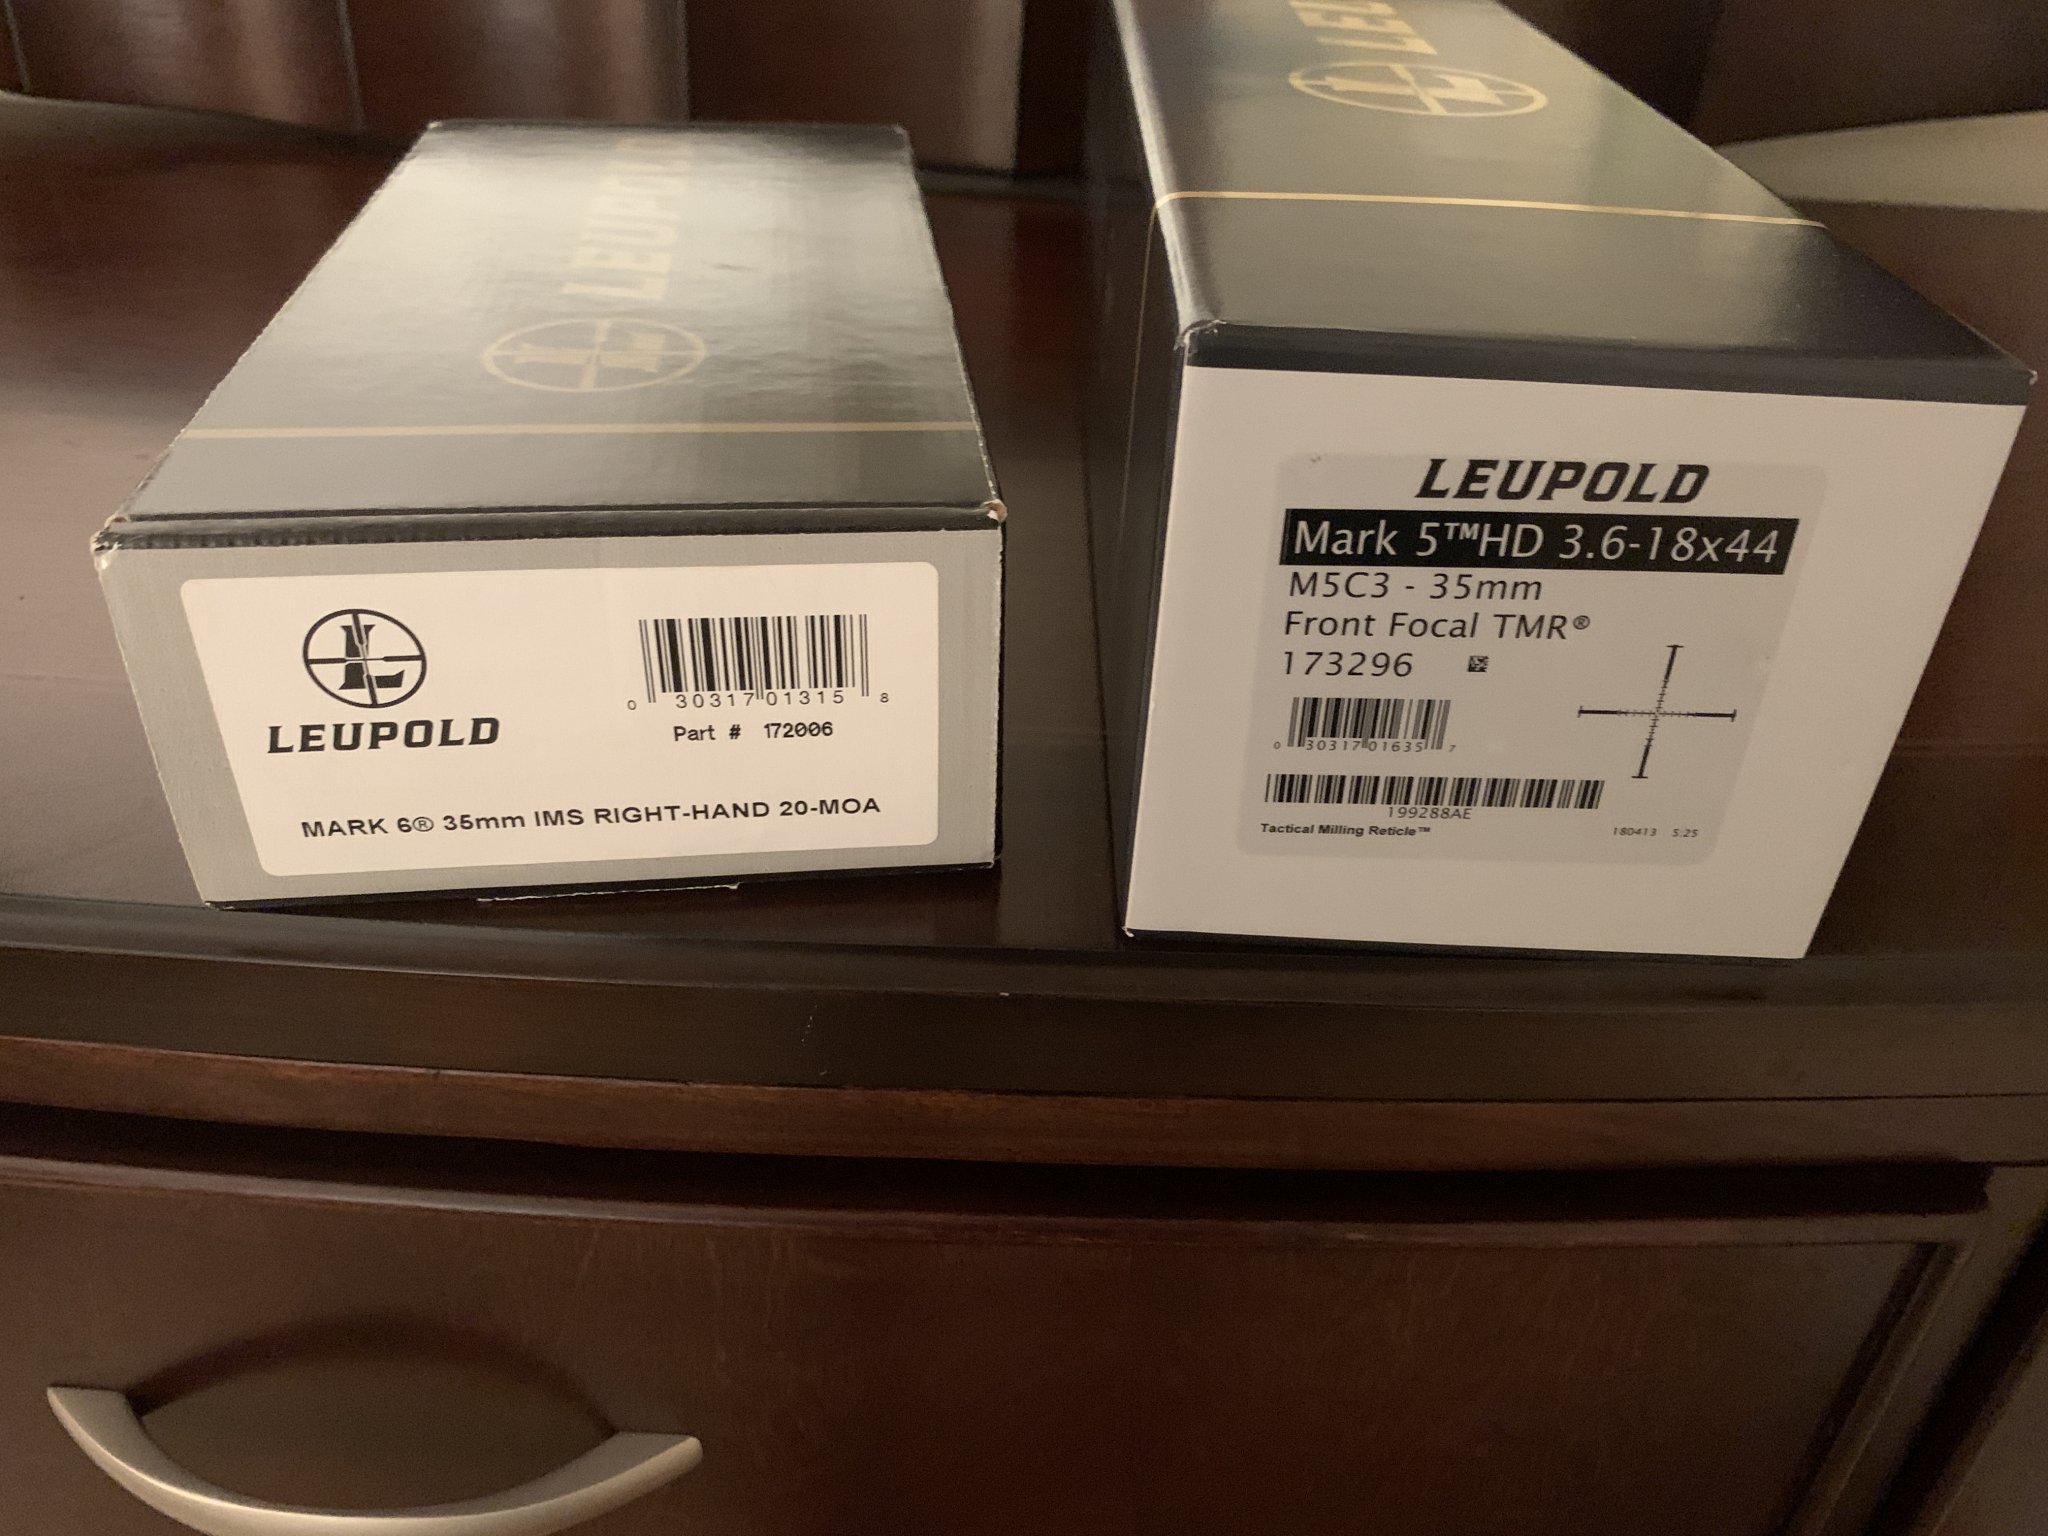 LEUPOLD
LEUPOLD
0 30317 01315 8
Part # 172006
MARK 6® 35mm IMS RIGHT-HAND 20-MOA
LEUPOLD
Mark 5™HD 3.6-18x44
M5C3 - 35mm
Front Focal TMR®
173296
0 30317 01635 7
199288AE
Tactical Milling Reticle™
180413 5:25